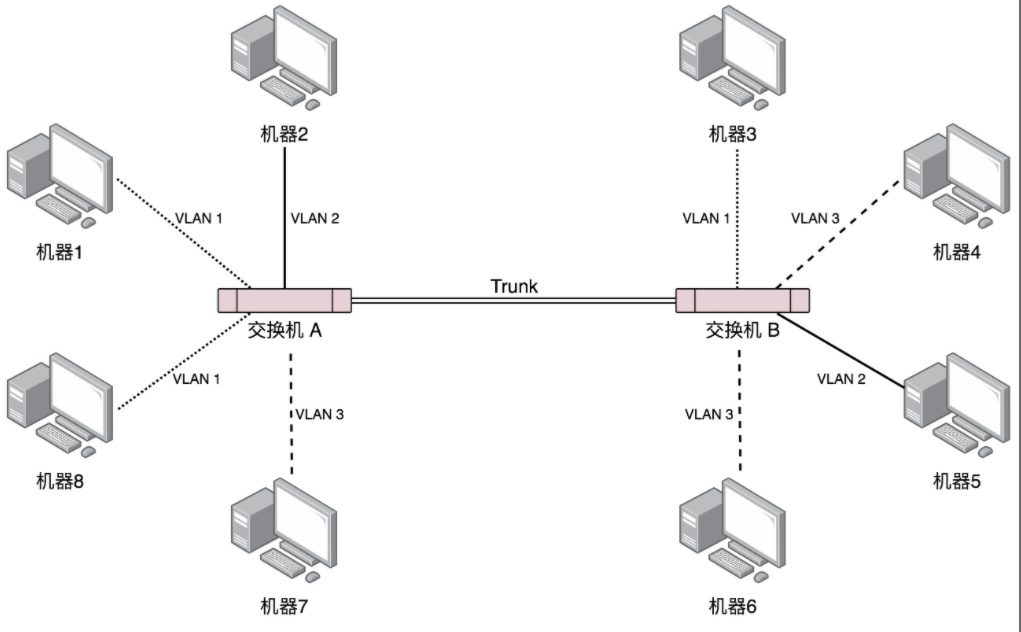 机器2
机器3
机器1
VLAN 1
VLAN 2
VLAN 1
VLAN 3
机器4
Trunk
交换机 A
交换机 B
VLAN 1
VLAN 3
VLAN 3
VLAN 2
机器8
机器5
机器7
机器6